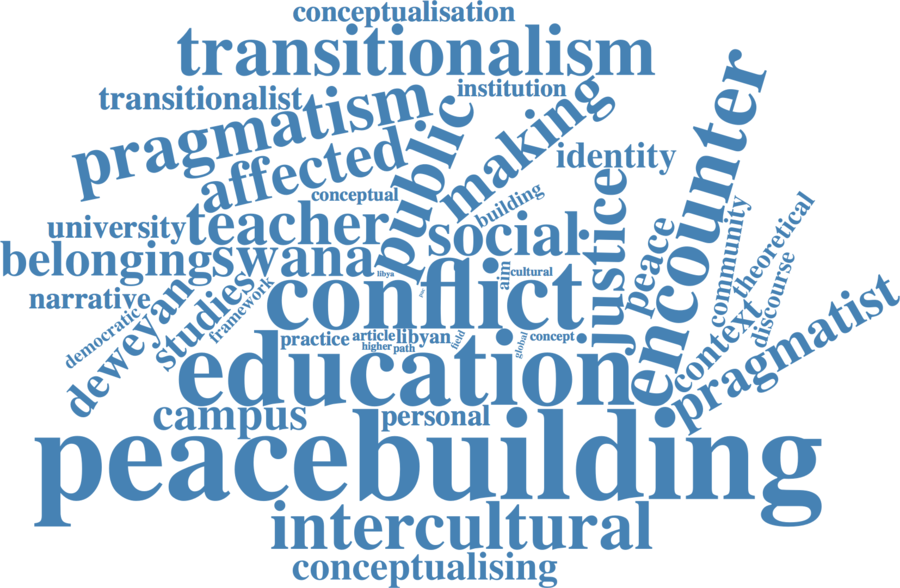 conceptualisation
transitionalism
transitionalist
institution
pragmatism
public
making
encounter
affected
identity
conceptual
building
university
teacher
social
justice
peace
community
theoretical
belonging
swana
libya
aim
cultural
conflict
narrative
deweyan
studies
framework
discourse
context
pragmatist
democratic
practice
article
libyan
field
global
concept
higher
path
education
campus
personal
peacebuilding
intercultural
conceptualising